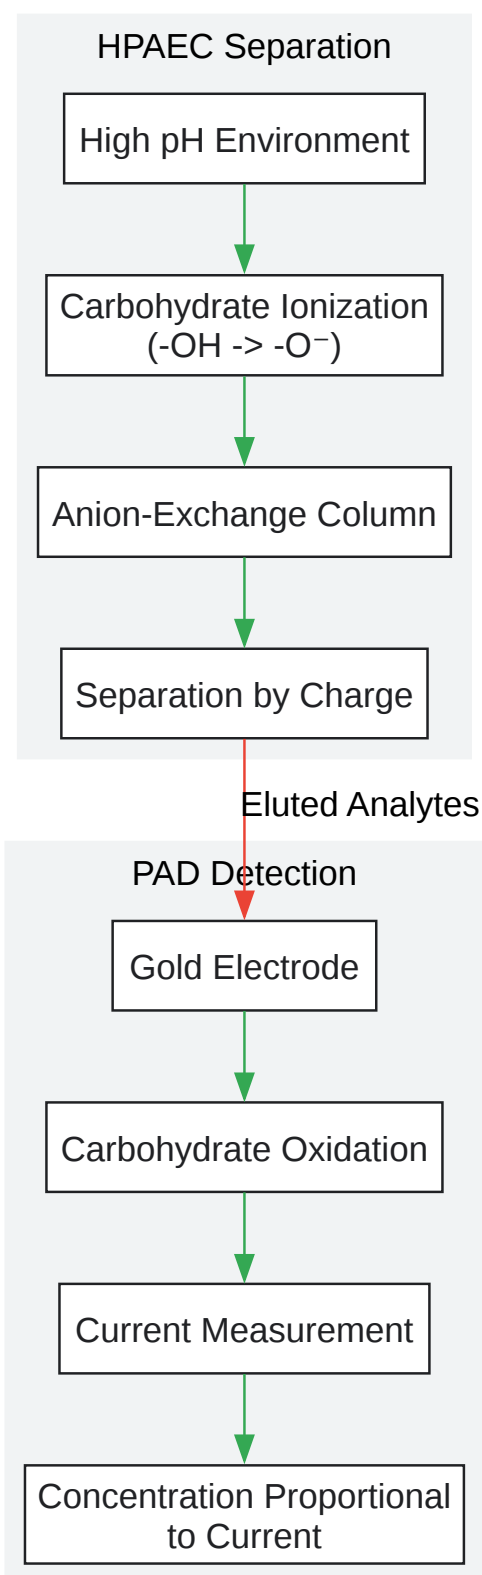 HPAEC Separation
High pH Environment
Carbohydrate Ionization
(-OH -> -O⁻)
Anion-Exchange Column
Separation by Charge
Eluted Analytes
PAD Detection
Gold Electrode
Carbohydrate Oxidation
Current Measurement
Concentration Proportional
to Current